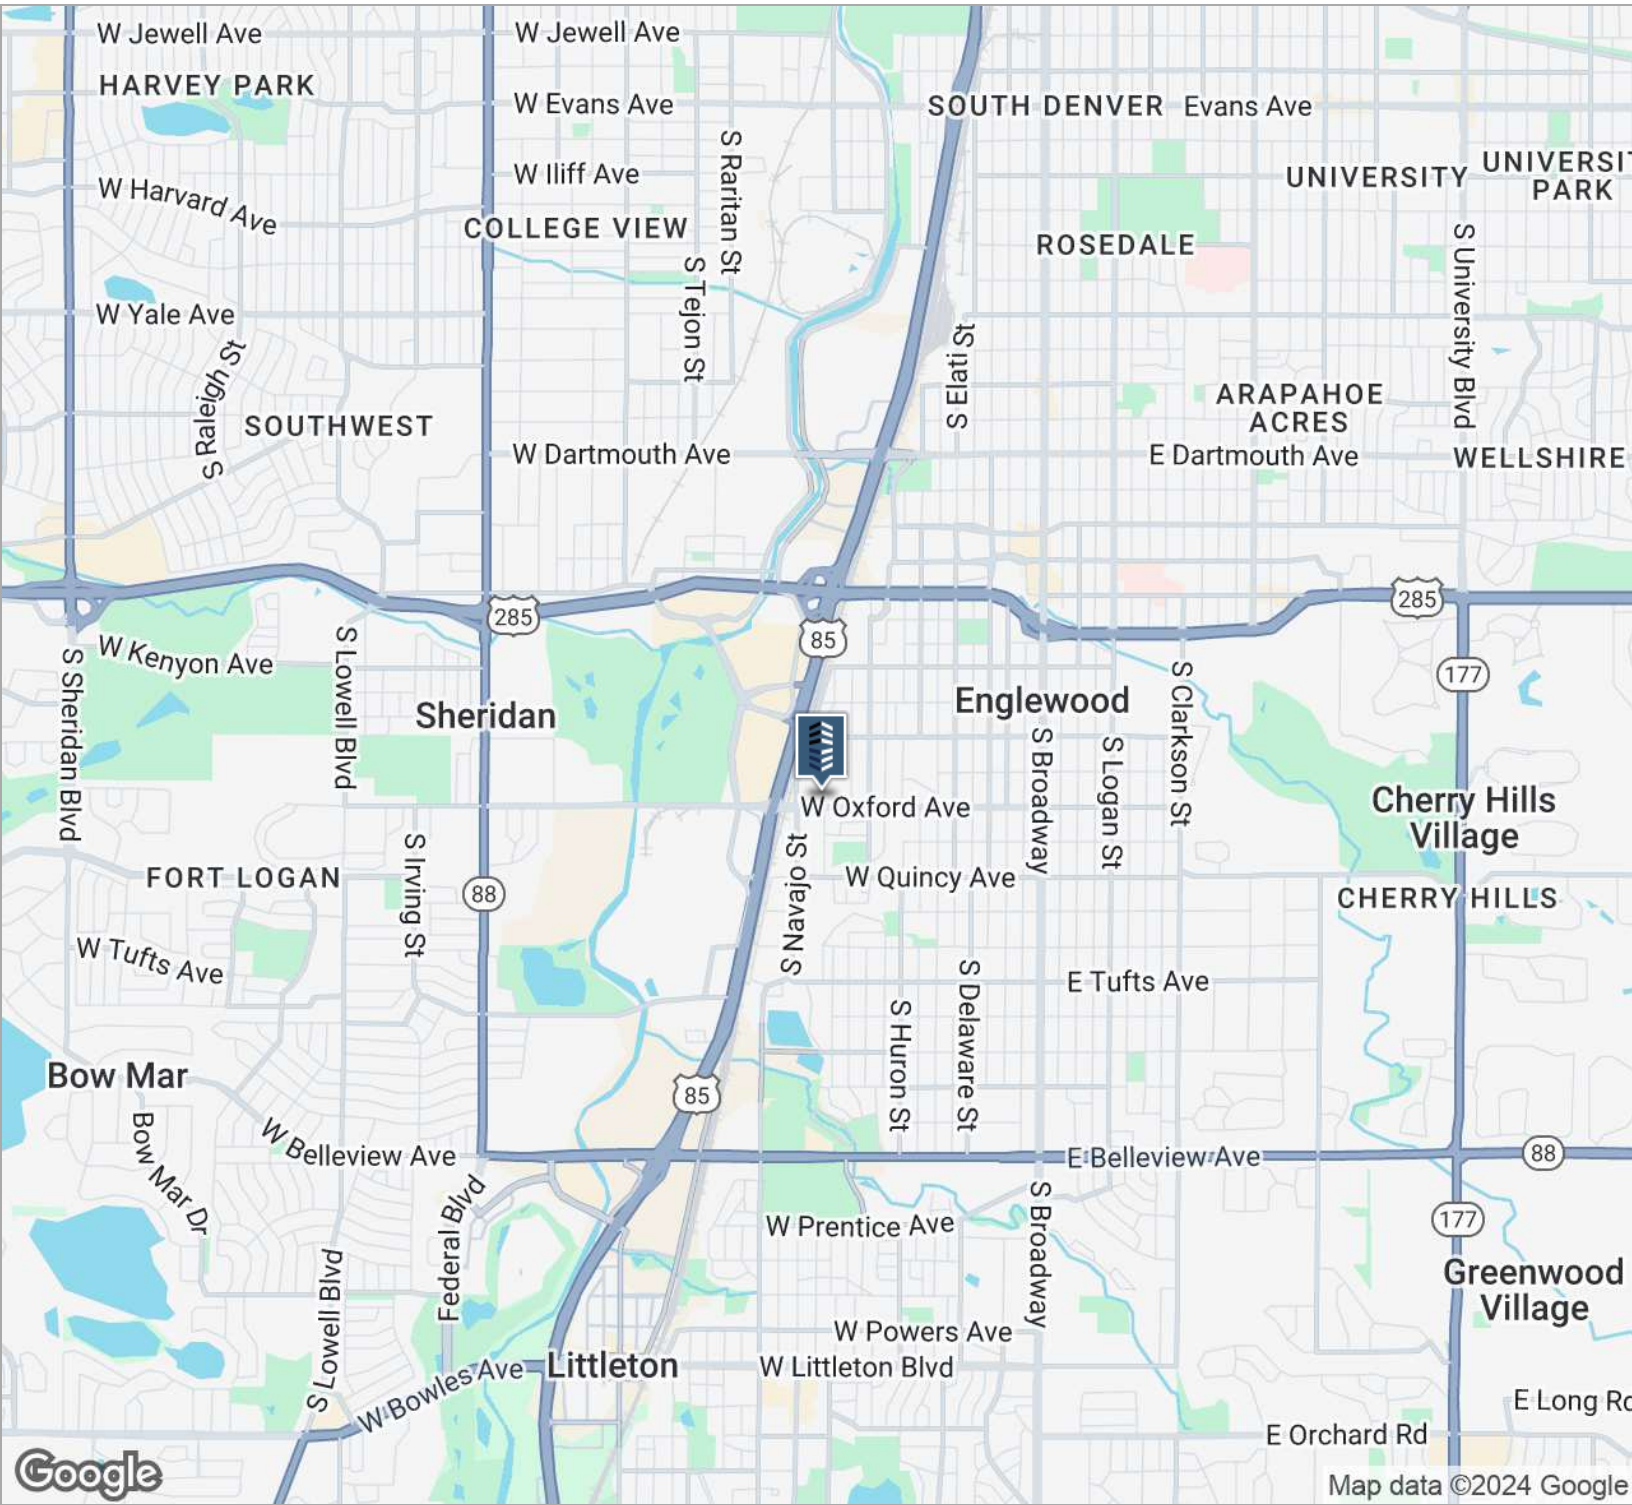 W Jewell Ave
W Jewell Ave
HARVEY PARK
W Evans Ave
SOUTH DENVER
Evans Ave
S Raritan St
W Iliff Ave
UNIVERSITY
UNIVERSIT
PARK
W Harvard Ave
COLLEGE VIEW
ROSEDALE
S University Blvd
S Tejon St
W Yale Ave
S Raleigh St
S Elati St
ARAPAHOE
ACRES
SOUTHWEST
W Dartmouth Ave
E Dartmouth Ave
WELLSHIRE
285
285
85
W Kenyon Ave
S Sheridan Blvd
S Lowell Blvd
177
S Clarkson St
Sheridan
Englewood
S Broadway
S Logan St
W Oxford Ave
Cherry Hills
Village
S Irving St
S Navajo St
FORT LOGAN
88
W Quincy Ave
CHERRY HILLS
W Tufts Ave
S Delaware St
E Tufts Ave
S Huron St
Bow Mar
85
Bow Mar Dr
W Belleview Ave
E Belleview Ave
88
Federal Blvd
S Broadway
W Prentice Ave
177
S Lowell Blvd
Greenwood
Village
W Powers Ave
W Bowles Ave
Littleton
W Littleton Blvd
E Long Rd
E Orchard Rd
Google
Map data ©2024 Google